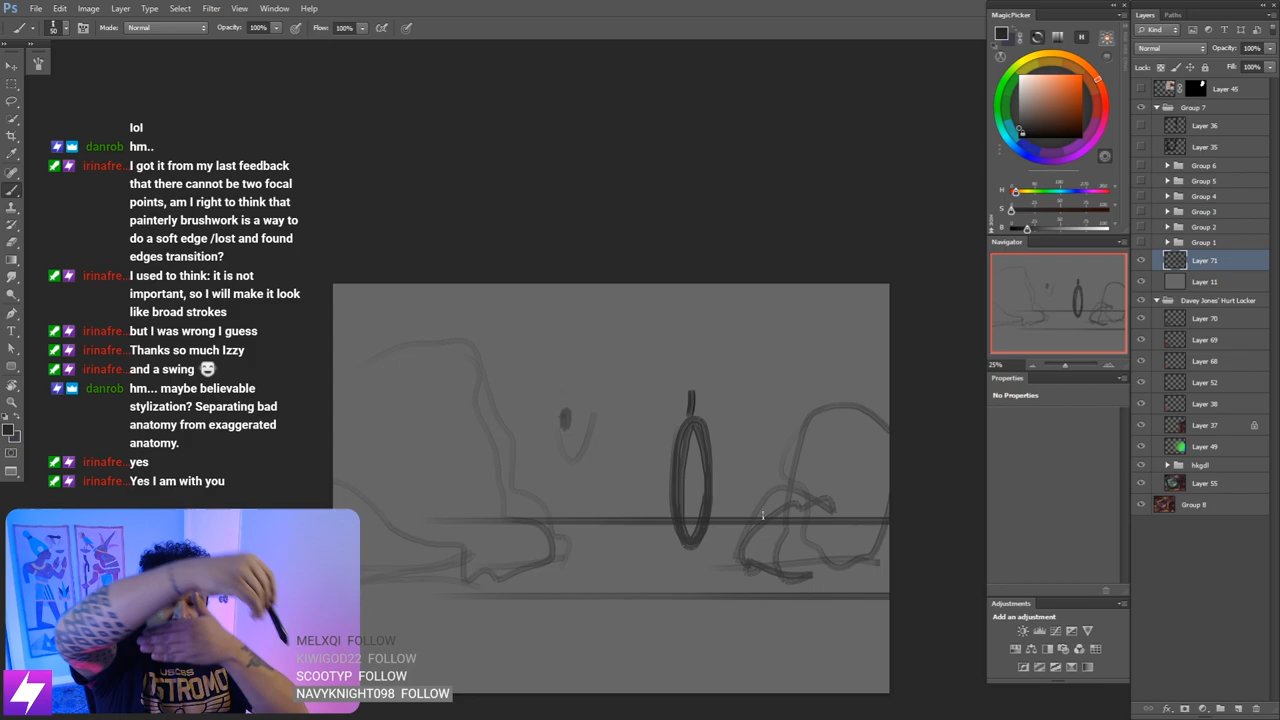 Ps File Edit Image Layer Type Select Filter View Window Help
50 Mode: Normal Opacity: 100% Flow: 100%
lol
danrob hm..
irinafre... I got it from my last feedback
that there cannot be two focal
points, am I right to think that
painterly brushwork is a way to
do a soft edge /lost and found
edges transition?
irinafre... I used to think: it is not
important, so I will make it look
like broad strokes
irinafre... but I was wrong I guess
irinafre... Thanks so much Izzy
irinafre... and a swing
danrob hm... maybe believable
stylization? Separating bad
anatomy from exaggerated
anatomy.
irinafre... yes
irinafre... Yes I am with you
USCSS
NOSTROMO
MELXQI FOLLOW
KIWIGOD22 FOLLOW
SCOOTYP FOLLOW
NAVYKNIGHT098 FOLLOW
MagicPicker
H
H
S
B
Navigator
25%
Properties
No Properties
Adjustments
Add an adjustment
Layers Paths
Kind
Normal Opacity: 100%
Lock: Fill: 100%
Layer 45
Group 7
Layer 36
Layer 35
Group 6
Group 5
Group 4
Group 3
Group 2
Group 1
Layer 71
Layer 11
Davey Jones' Hurt Locker
Layer 70
Layer 69
Layer 68
Layer 52
Layer 38
Layer 37
Layer 49
hkgdl
Layer 55
Group 8
fx